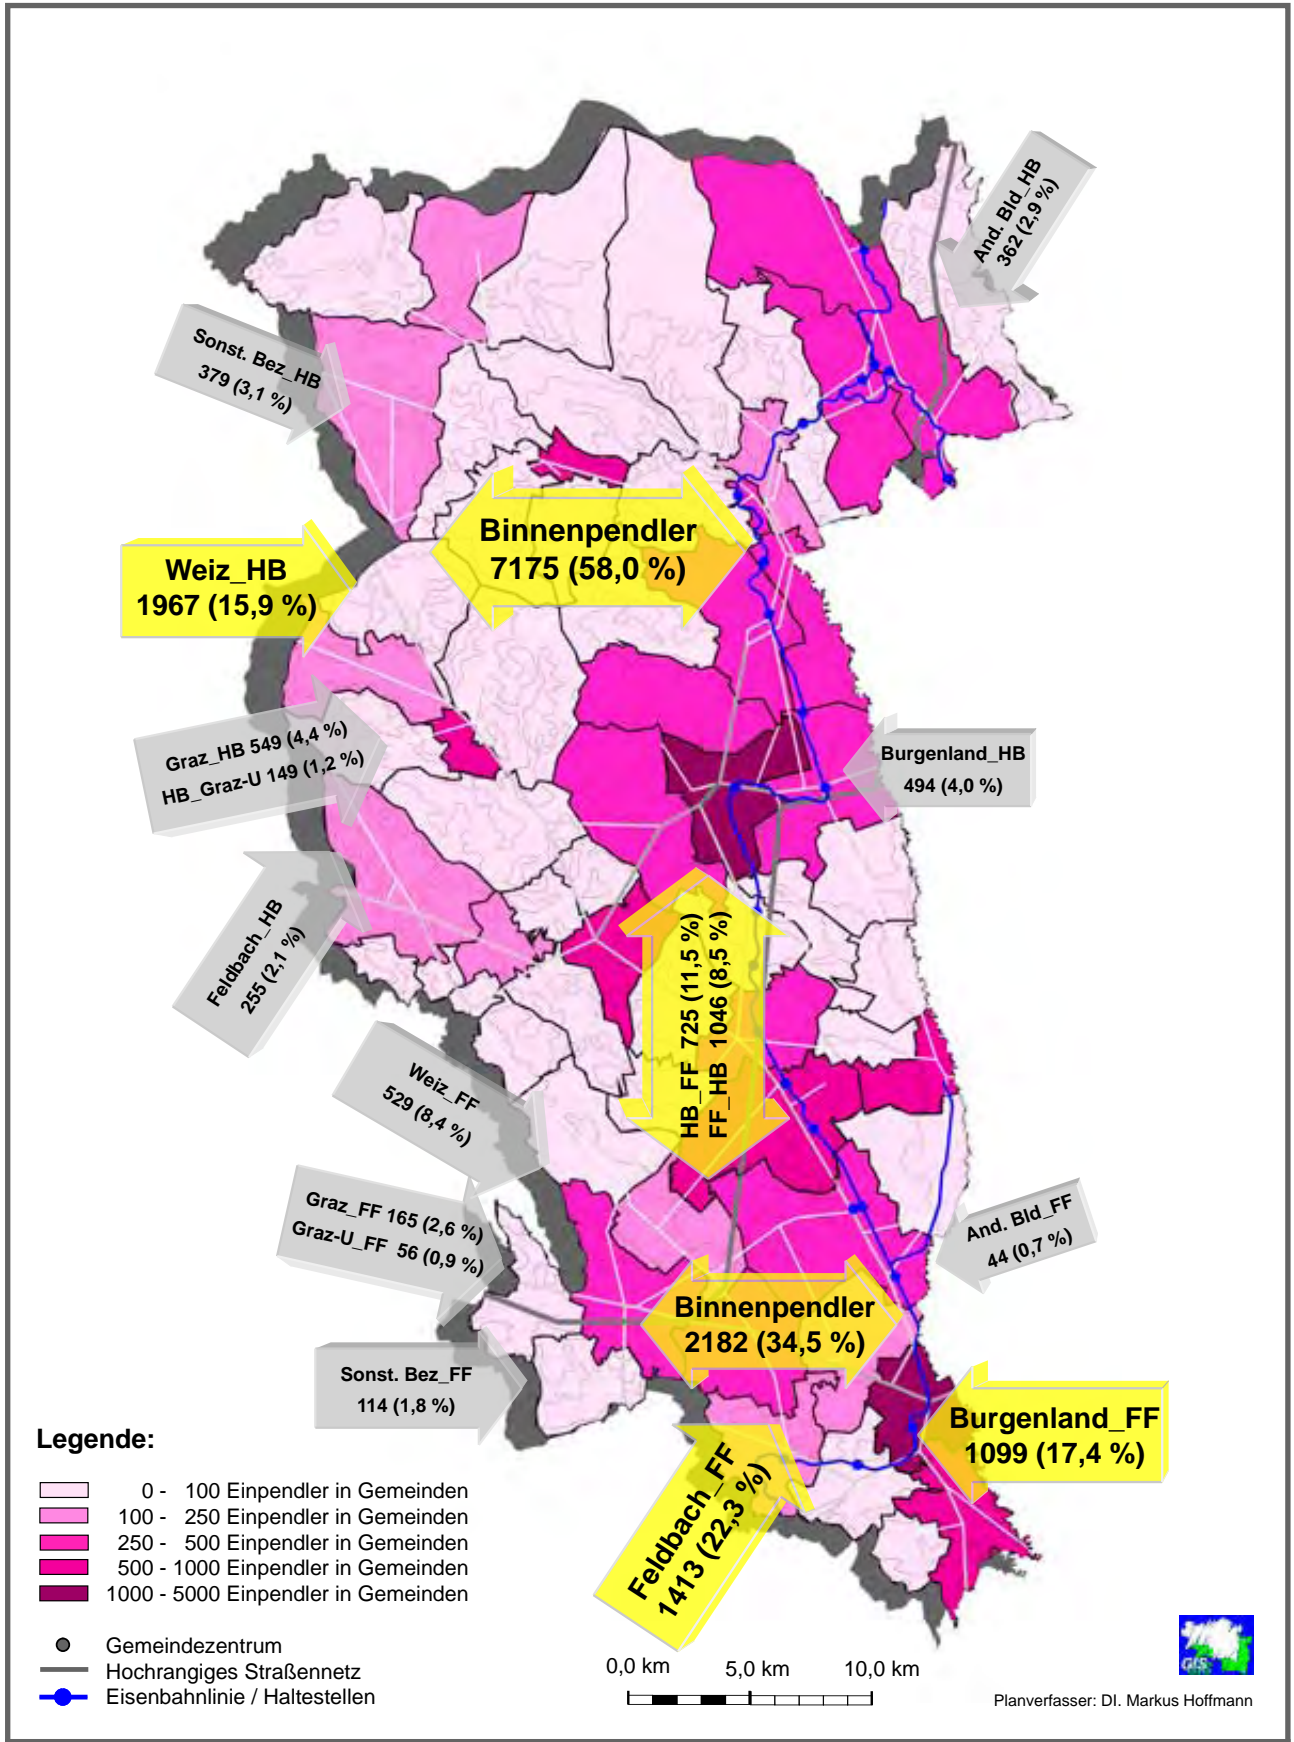 And. Bld_HB
362 (2,9 %)
Sonst. Bez_HB
379 (3,1 %)
Binnenpendler
7175 (58,0 %)
Weiz_HB
1967 (15,9 %)
Graz_HB 549 (4,4 %)
HB_Graz-U 149 (1,2 %)
Burgenland_HB
494 (4,0 %)
Feldbach_HB
255 (2,1 %)
HB_FF 725 (11,5 %)
FF_HB 1046 (8,5 %)
Weiz_FF
529 (8,4 %)
Graz_FF 165 (2,6 %)
Graz-U_FF 56 (0,9 %)
And. Bld_FF
44 (0,7 %)
Binnenpendler
2182 (34,5 %)
Sonst. Bez_FF
114 (1,8 %)
Burgenland_FF
1099 (17,4 %)
Feldbach_FF
1413 (22,3 %)
Legende:
0 - 100 Einpendler in Gemeinden
100 - 250 Einpendler in Gemeinden
250 - 500 Einpendler in Gemeinden
500 - 1000 Einpendler in Gemeinden
1000 - 5000 Einpendler in Gemeinden
Gemeindezentrum
Hochrangiges Straßennetz
Eisenbahnlinie / Haltestellen
0,0 km 5,0 km 10,0 km
Planverfasser: DI. Markus Hoffmann